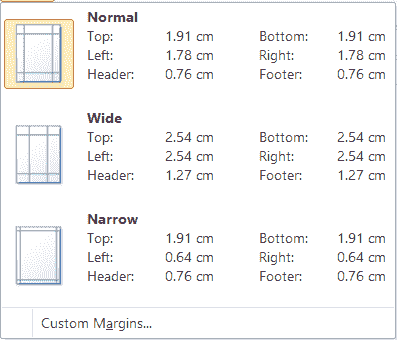 Normal
Top: 1.91 cm Bottom: 1.91 cm
Left: 1.78 cm Right: 1.78 cm
Header: 0.76 cm Footer: 0.76 cm
Wide
Top: 2.54 cm Bottom: 2.54 cm
Left: 2.54 cm Right: 2.54 cm
Header: 1.27 cm Footer: 1.27 cm
Narrow
Top: 1.91 cm Bottom: 1.91 cm
Left: 0.64 cm Right: 0.64 cm
Header: 0.76 cm Footer: 0.76 cm
Custom Margins...